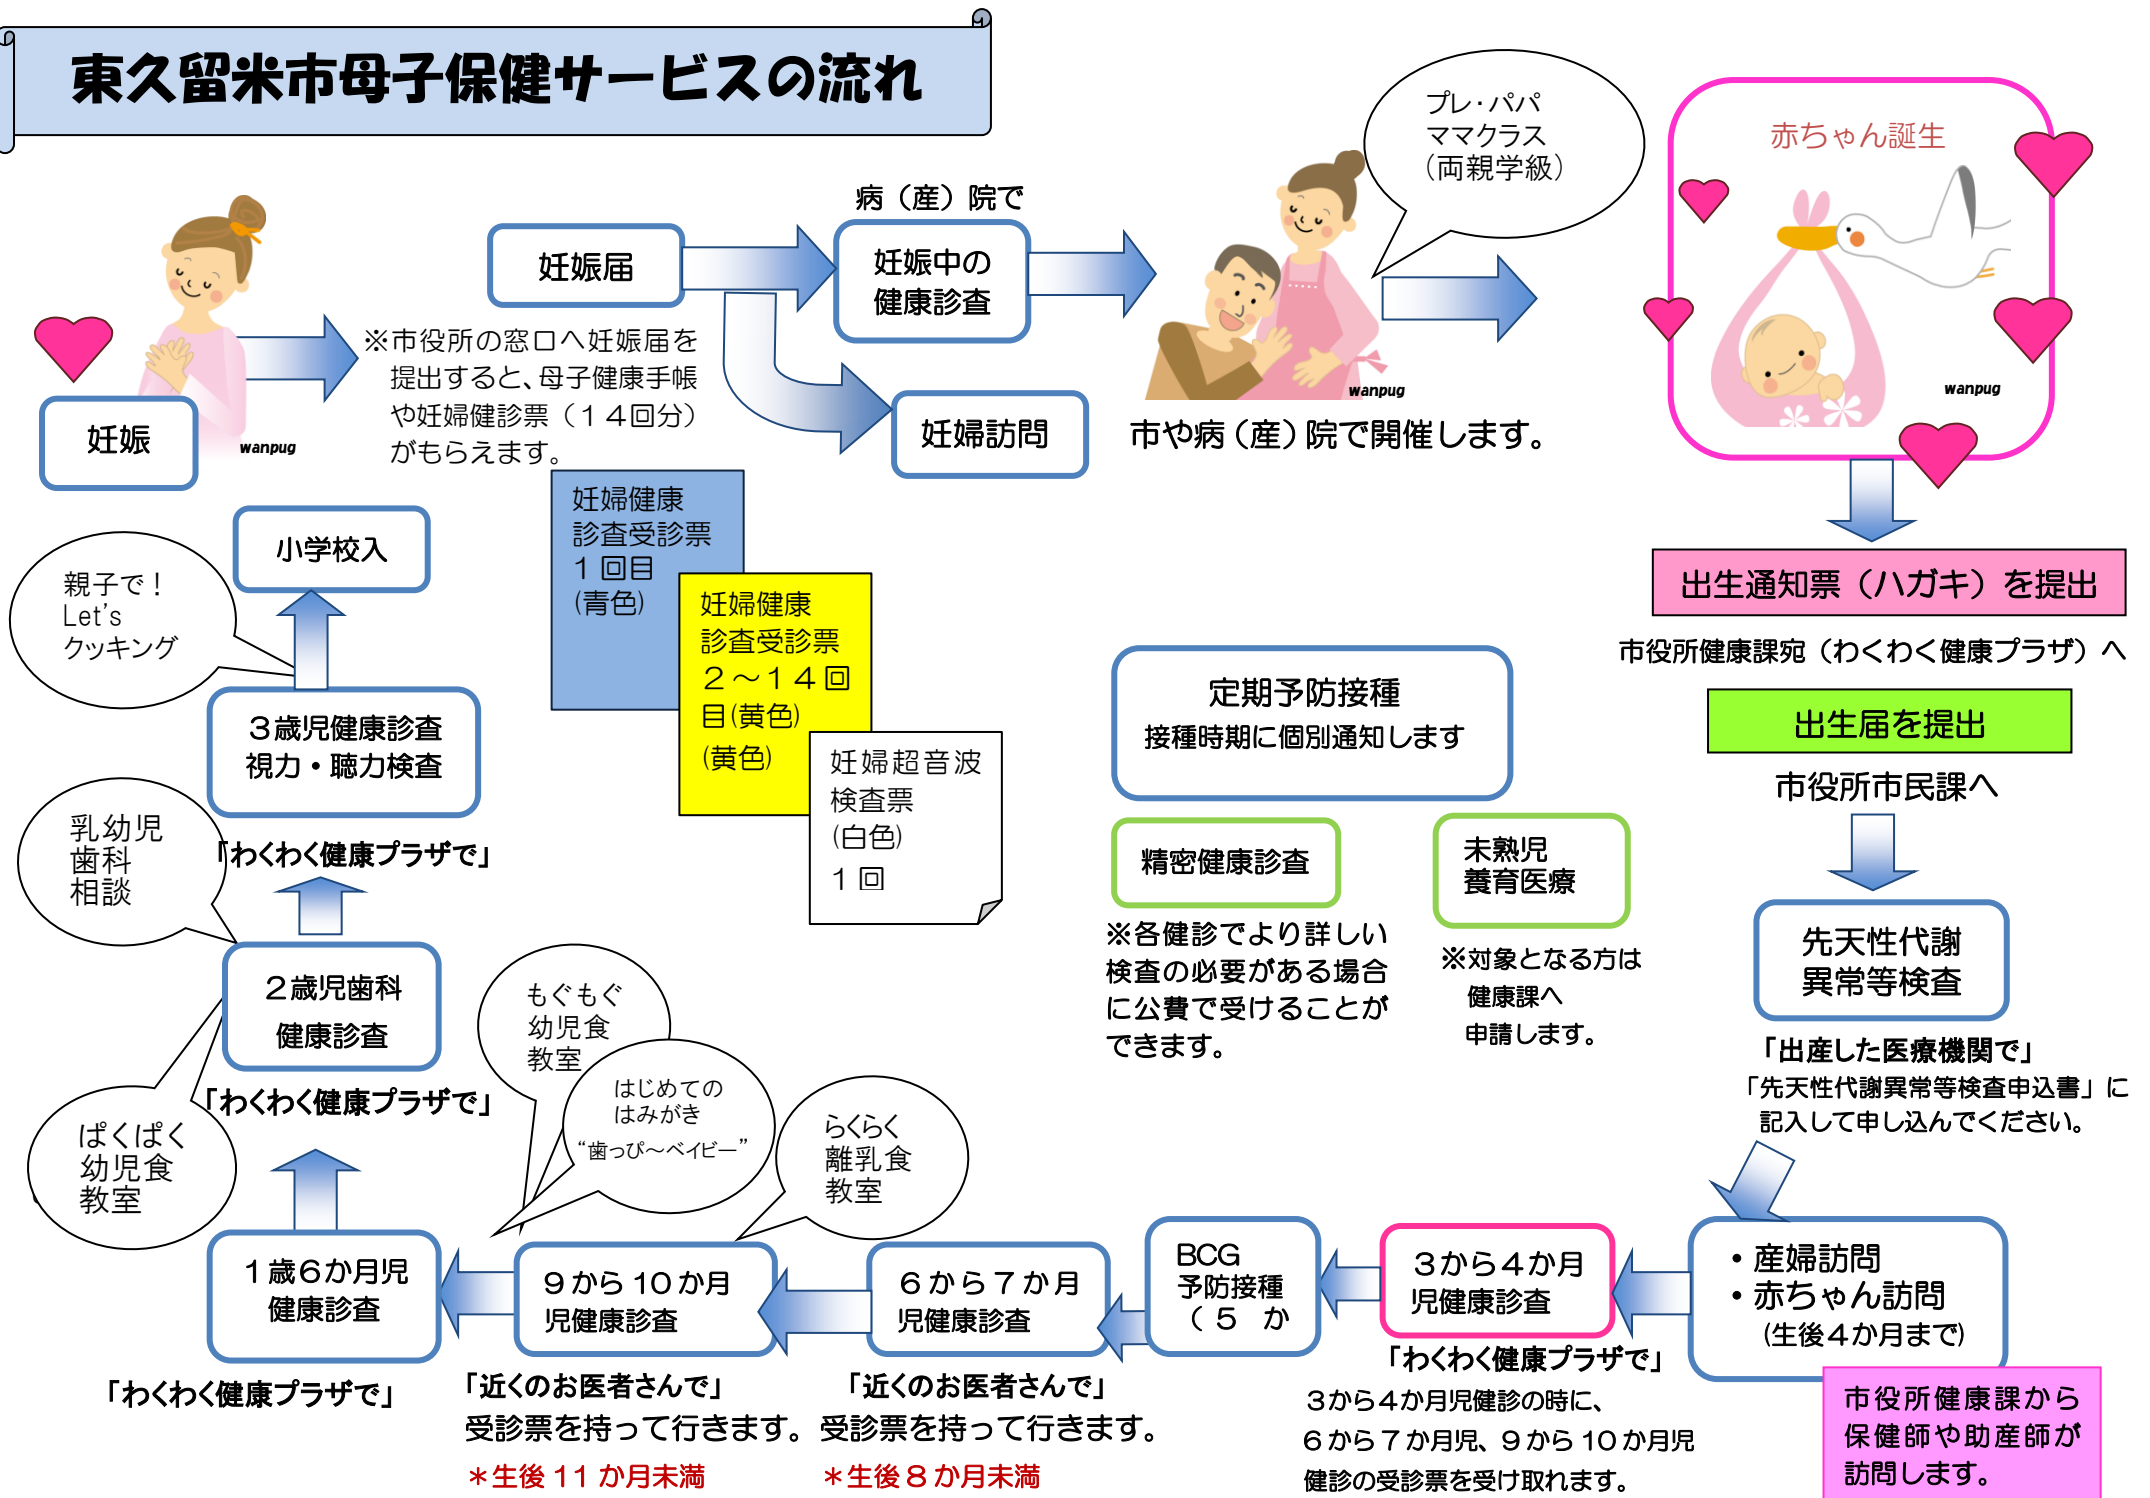 東久留米市母子保健サービスの流れ
妊娠
wanpug
※市役所の窓口へ妊娠届を
提出すると、母子健康手帳
や妊婦健診票（１４回分）
がもらえます。
妊娠届
病（産）院で
妊娠中の
健康診査
妊婦訪問
プレ・パパ
ママクラス
（両親学級）
wanpug
市や病（産）院で開催します。
赤ちゃん誕生
wanpug
妊婦健康
診査受診票
１回目
(青色)
妊婦健康
診査受診票
２～１４回
目(黄色)
(黄色)
妊婦超音波
検査票
(白色)
１回
出生通知票（ハガキ）を提出
市役所健康課宛（わくわく健康プラザ）へ
出生届を提出
市役所市民課へ
先天性代謝
異常等検査
「出産した医療機関で」
「先天性代謝異常等検査申込書」に
記入して申し込んでください。
定期予防接種
接種時期に個別通知します
精密健康診査
※各健診でより詳しい
検査の必要がある場合
に公費で受けることが
できます。
未熟児
養育医療
※対象となる方は
健康課へ
申請します。
・産婦訪問
・赤ちゃん訪問
(生後４か月まで)
市役所健康課から
保健師や助産師が
訪問します。
３から４か月
児健康診査
「わくわく健康プラザで」
３から４か月児健診の時に、
６から７か月児、９から10か月児
健診の受診票を受け取れます。
BCG
予防接種
（５ か
６から７か月
児健康診査
「近くのお医者さんで」
受診票を持って行きます。
＊生後８か月未満
らくらく
離乳食
教室
９から10か月
児健康診査
「近くのお医者さんで」
受診票を持って行きます。
＊生後11か月未満
もぐもぐ
幼児食
教室
はじめての
はみがき
“歯っぴ～ベイビー”
１歳６か月児
健康診査
「わくわく健康プラザで」
ぱくぱく
幼児食
教室
２歳児歯科
健康診査
「わくわく健康プラザで」
乳幼児
歯科
相談
３歳児健康診査
視力・聴力検査
「わくわく健康プラザで」
親子で！
Let's
クッキング
小学校入